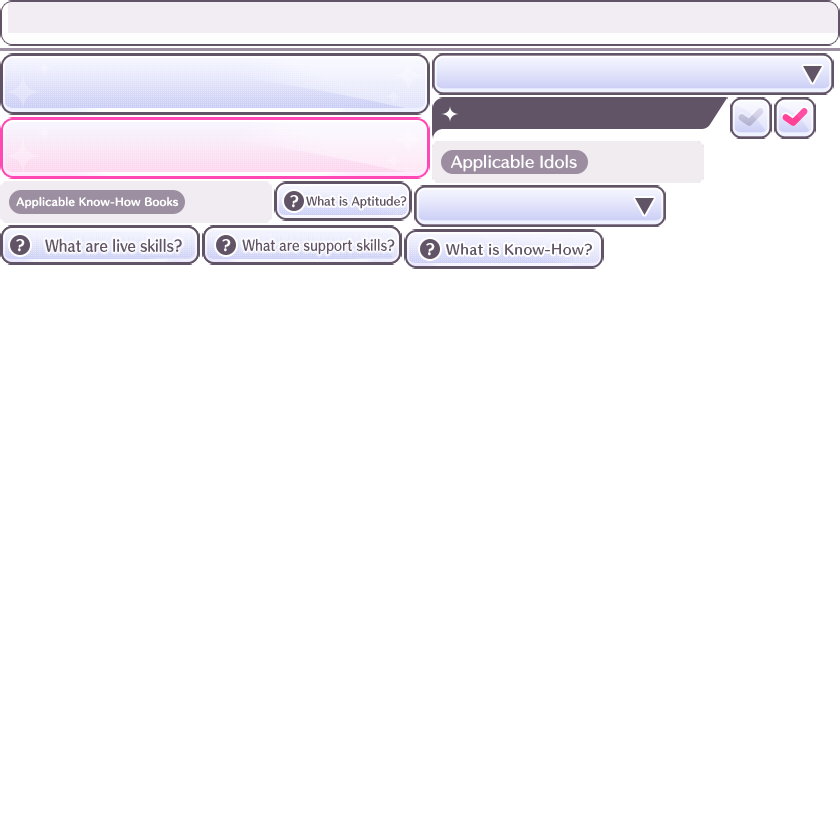 Applicable Idols
Applicable Know-How Books
What is Aptitude?
What are live skills?
What are support skills?
What is Know-How?